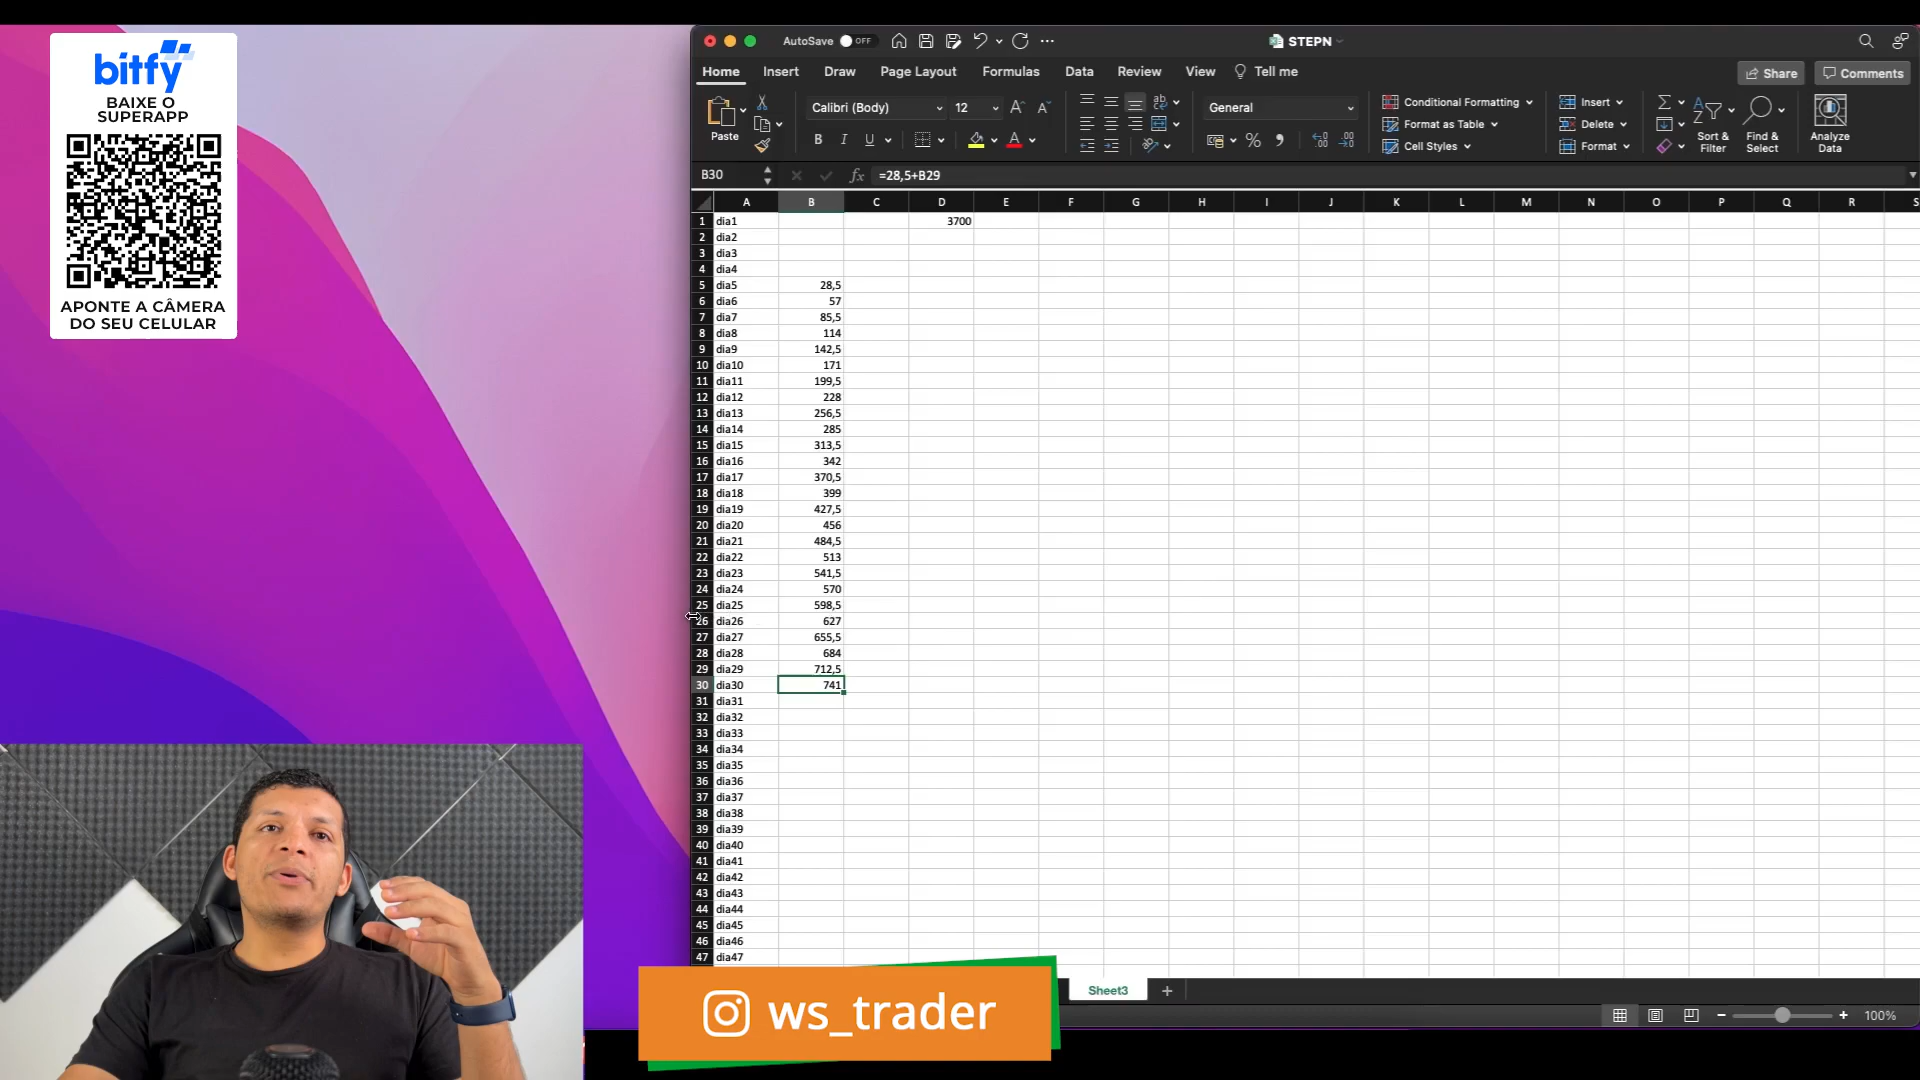 bitfy
BAIXE O
SUPERAPP
APONTE A CÂMERA
DO SEU CELULAR
AutoSave OFF
STEPN
Home Insert Draw Page Layout Formulas Data Review View Tell me
Share Comments
Paste
Calibri (Body) 12
General
Conditional Formatting
Format as Table
Cell Styles
Insert
Delete
Format
Sort &
Filter
Find &
Select
Analyze
Data
B30 fx =28,5+B29
A B C D E F G H I J K L M N O P Q R S
1 dia1 3700
2 dia2
3 dia3
4 dia4
5 dia5 28,5
6 dia6 57
7 dia7 85,5
8 dia8 114
9 dia9 142,5
10 dia10 171
11 dia11 199,5
12 dia12 228
13 dia13 256,5
14 dia14 285
15 dia15 313,5
16 dia16 342
17 dia17 370,5
18 dia18 399
19 dia19 427,5
20 dia20 456
21 dia21 484,5
22 dia22 513
23 dia23 541,5
24 dia24 570
25 dia25 598,5
26 dia26 627
27 dia27 655,5
28 dia28 684
29 dia29 712,5
30 dia30 741
31 dia31
32 dia32
33 dia33
34 dia34
35 dia35
36 dia36
37 dia37
38 dia38
39 dia39
40 dia40
41 dia41
42 dia42
43 dia43
44 dia44
45 dia45
46 dia46
47 dia47
Sheet3
100%
ws_trader